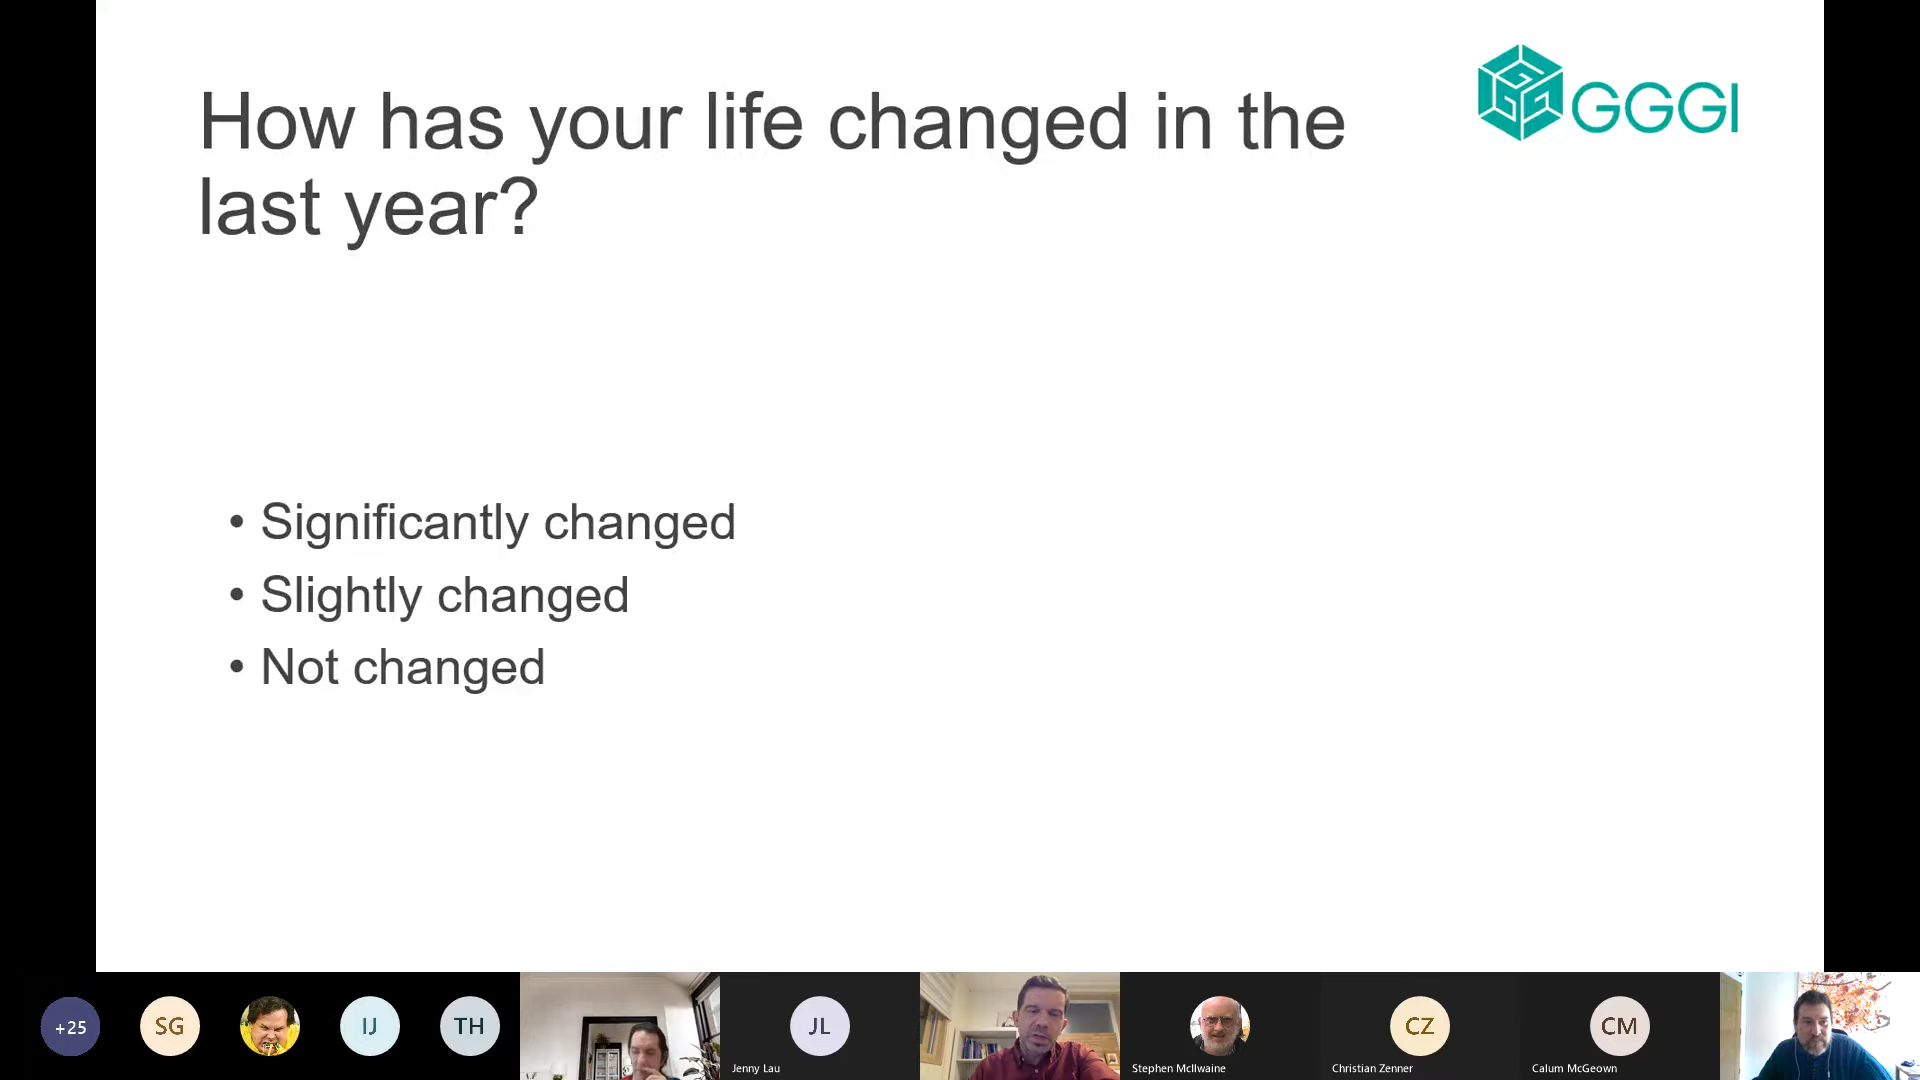 How has your life changed in the
last year?
GGGI
• Significantly changed
• Slightly changed
• Not changed
+25
SG
IJ
TH
JL
Jenny Lau
Stephen McIlwaine
CZ
Christian Zenner
CM
Calum McGeown